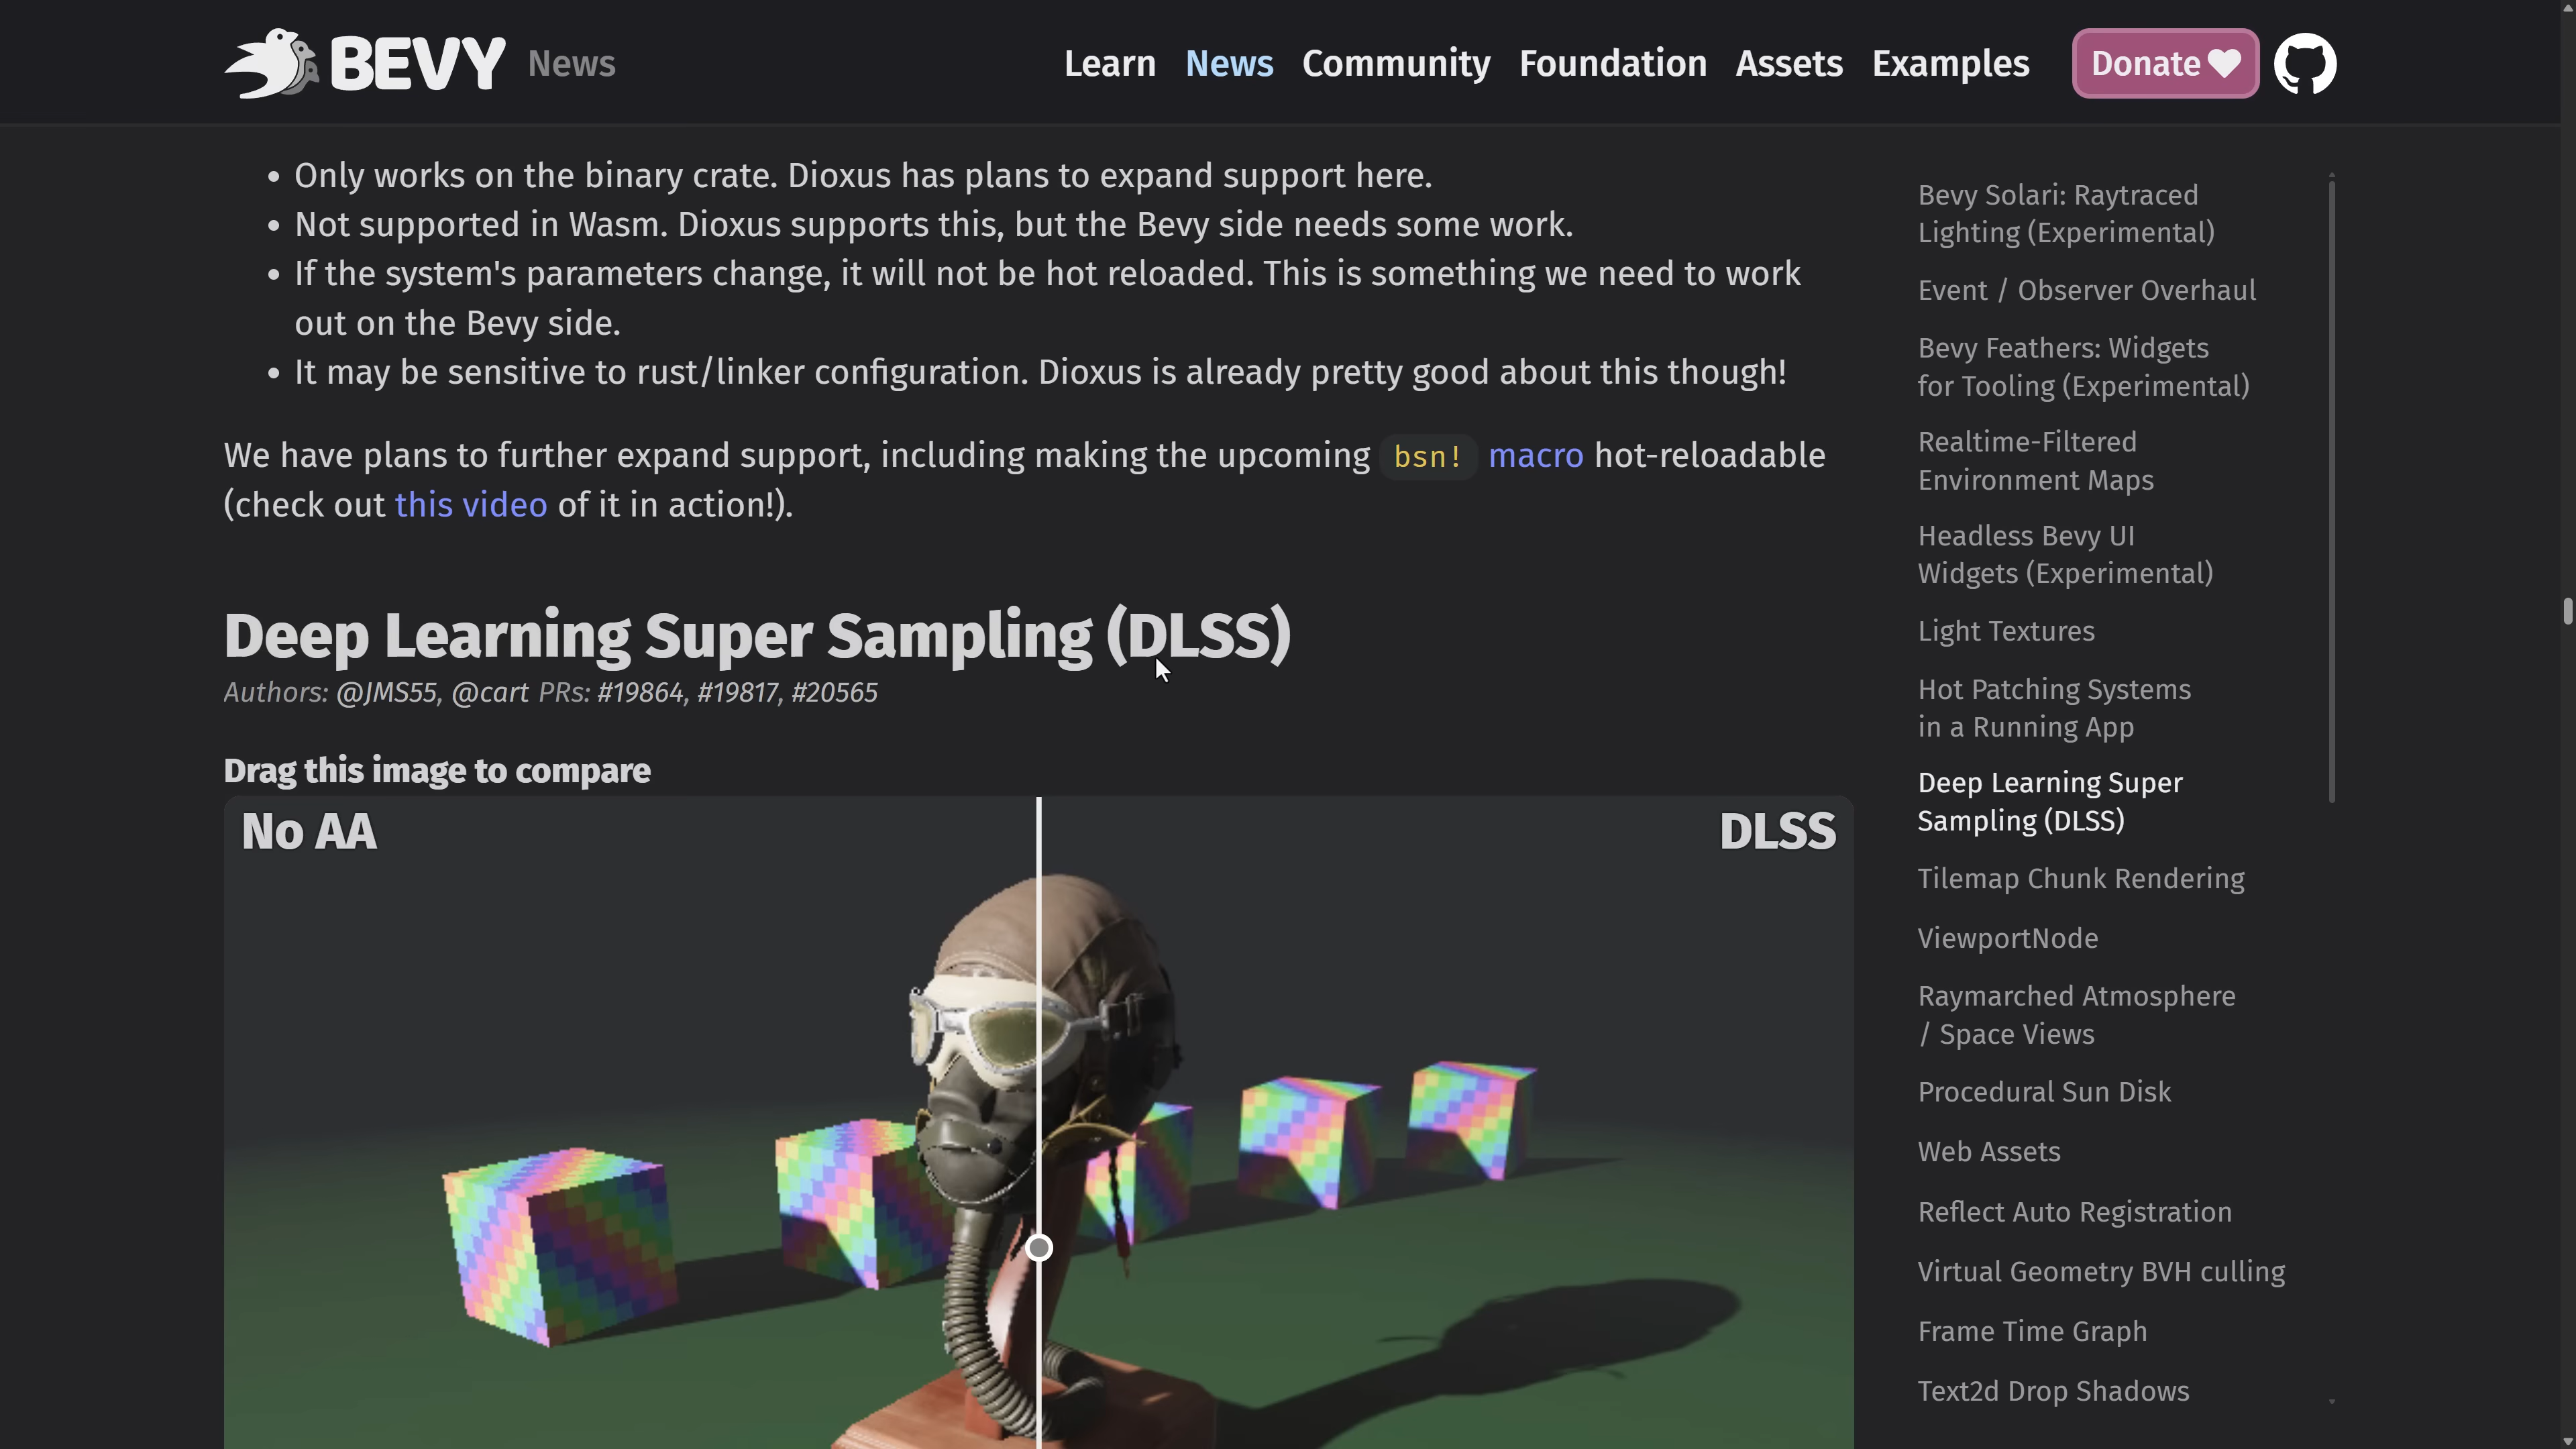 BEVY News
Learn News Community Foundation Assets Examples Donate
• Only works on the binary crate. Dioxus has plans to expand support here.
• Not supported in Wasm. Dioxus supports this, but the Bevy side needs some work.
• If the system's parameters change, it will not be hot reloaded. This is something we need to work
out on the Bevy side.
• It may be sensitive to rust/linker configuration. Dioxus is already pretty good about this though!
We have plans to further expand support, including making the upcoming bsn! macro hot-reloadable
(check out this video of it in action!).
Deep Learning Super Sampling (DLSS)
Authors: @JMS55, @cart PRs: #19864, #19817, #20565
Drag this image to compare
No AA
DLSS
Bevy Solari: Raytraced
Lighting (Experimental)
Event / Observer Overhaul
Bevy Feathers: Widgets
for Tooling (Experimental)
Realtime-Filtered
Environment Maps
Headless Bevy UI
Widgets (Experimental)
Light Textures
Hot Patching Systems
in a Running App
Deep Learning Super
Sampling (DLSS)
Tilemap Chunk Rendering
ViewportNode
Raymarched Atmosphere
/ Space Views
Procedural Sun Disk
Web Assets
Reflect Auto Registration
Virtual Geometry BVH culling
Frame Time Graph
Text2d Drop Shadows